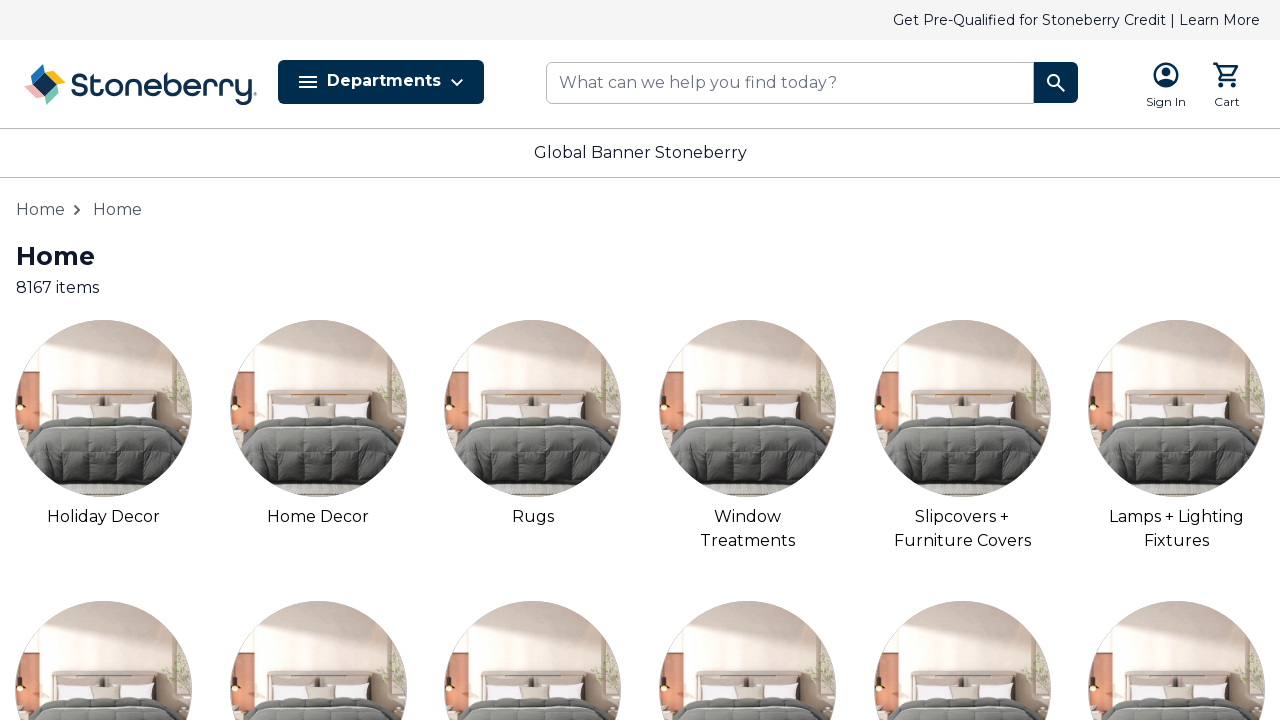 Get Pre-Qualified for Stoneberry Credit | Learn More
Stoneberry
Departments
What can we help you find today?
Sign In
Cart
Global Banner Stoneberry
Home
Home
Home
8167 items
Holiday Decor
Home Decor
Rugs
Window
Treatments
Slipcovers +
Furniture Covers
Lamps + Lighting
Fixtures